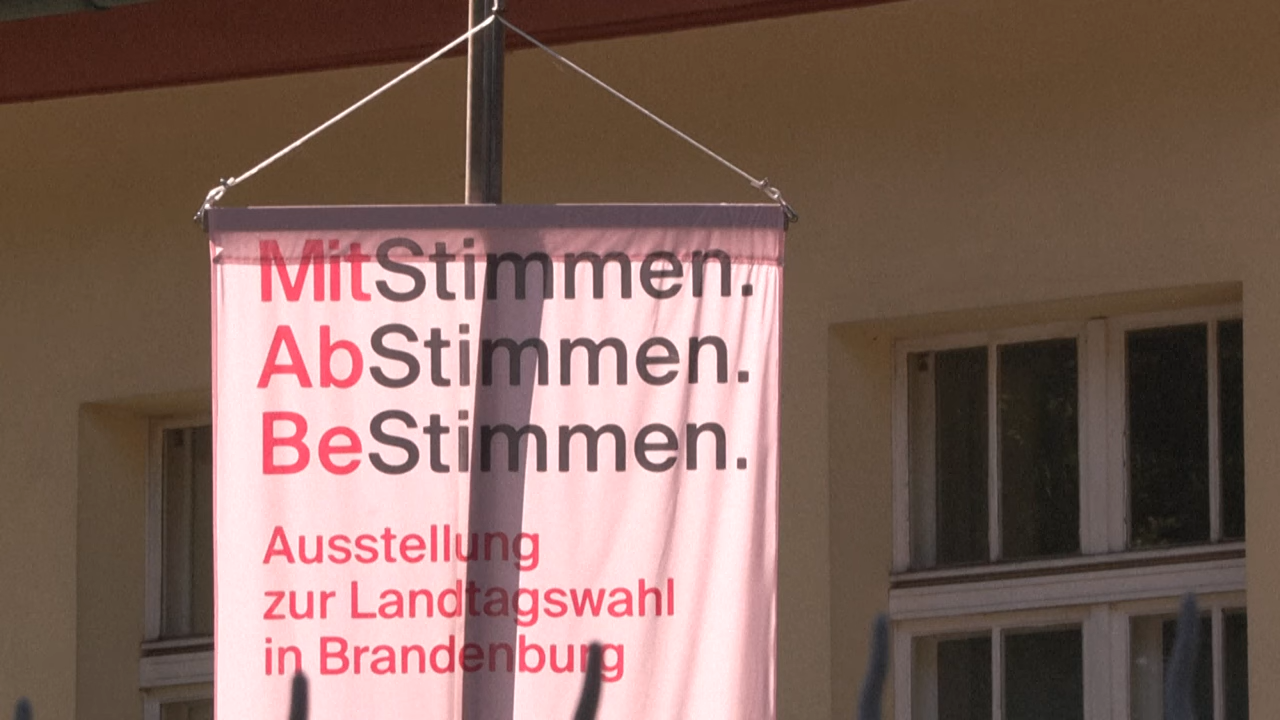 MitStimmen.
AbStimmen.
BeStimmen.
Ausstellung
zur Landtagswahl
in Brandenburg